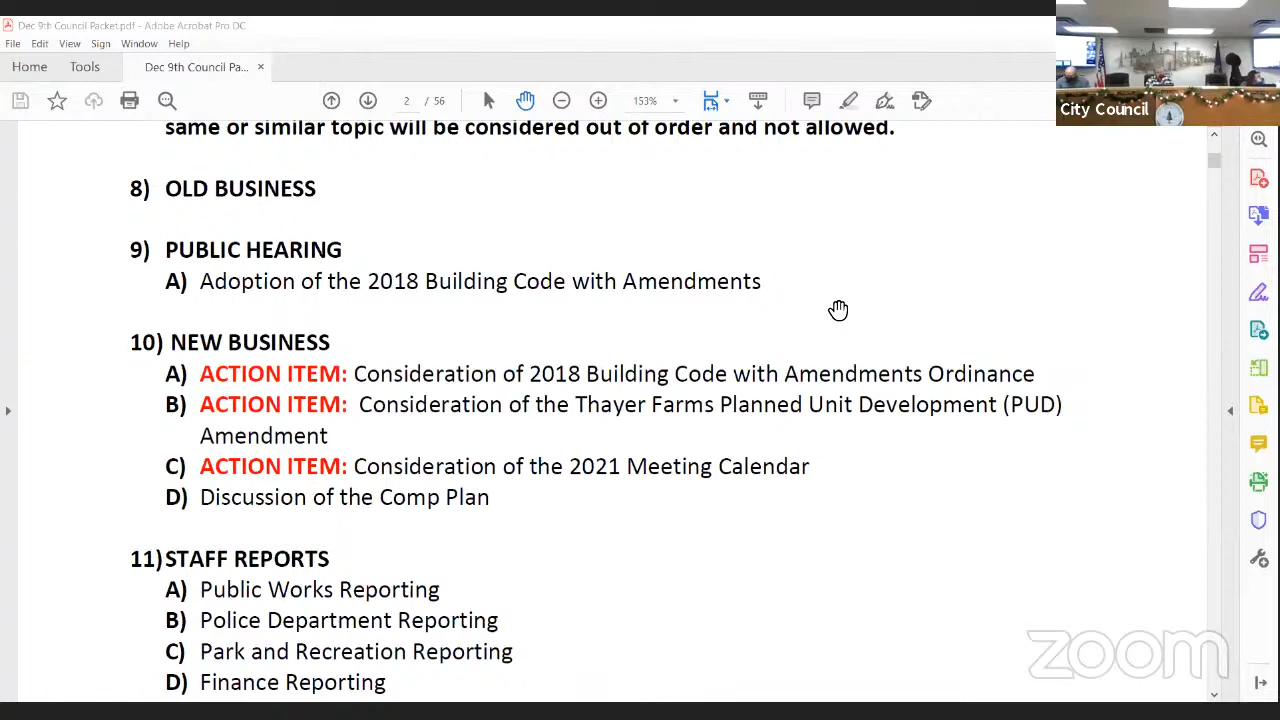 Dec 9th Council Packet.pdf - Adobe Acrobat Pro DC
File Edit View Sign Window Help
Home Tools Dec 9th Council Pa... ×
2 / 56 153%
City Council
same or similar topic will be considered out of order and not allowed.
8) OLD BUSINESS
9) PUBLIC HEARING
A) Adoption of the 2018 Building Code with Amendments
10) NEW BUSINESS
A) ACTION ITEM: Consideration of 2018 Building Code with Amendments Ordinance
B) ACTION ITEM: Consideration of the Thayer Farms Planned Unit Development (PUD)
Amendment
C) ACTION ITEM: Consideration of the 2021 Meeting Calendar
D) Discussion of the Comp Plan
11) STAFF REPORTS
A) Public Works Reporting
B) Police Department Reporting
C) Park and Recreation Reporting
D) Finance Reporting
zoom